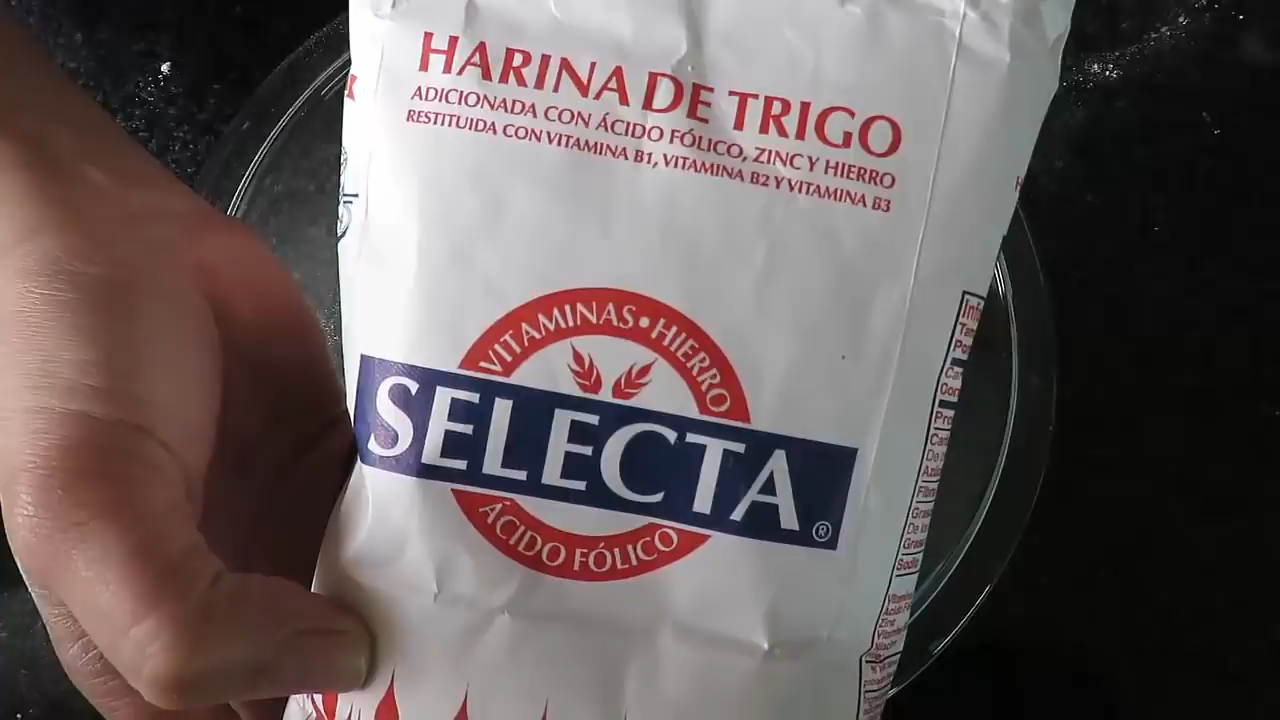 HARINA DE TRIGO
ADICIONADA CON ÁCIDO FÓLICO, ZINC Y HIERRO
RESTITUIDA CON VITAMINA B1, VITAMINA B2 Y VITAMINA B3
VITAMINAS • HIERRO
SELECTA®
ÁCIDO FÓLICO